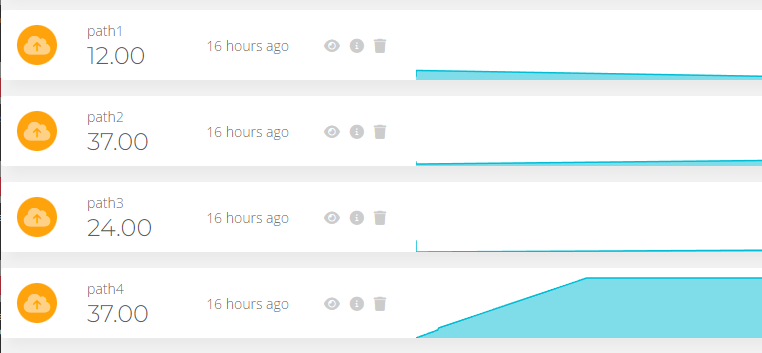 path1
12.00
16 hours ago
path2
37.00
16 hours ago
path3
24.00
16 hours ago
path4
37.00
16 hours ago